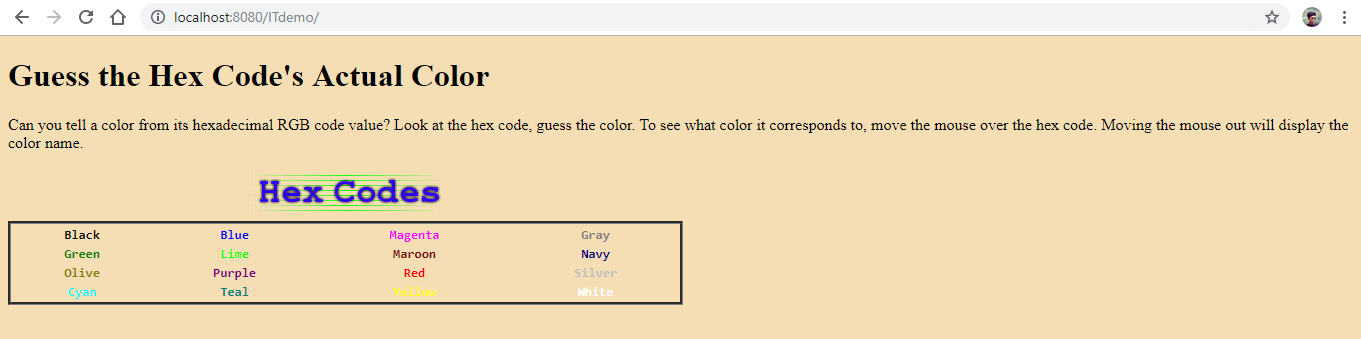 localhost:8080/ITdemo/
Guess the Hex Code's Actual Color
Can you tell a color from its hexadecimal RGB code value? Look at the hex code, guess the color. To see what color it corresponds to, move the mouse over the hex code. Moving the mouse out will display the
color name.
Hex Codes
Black Blue Magenta Gray
Green Lime Maroon Navy
Olive Purple Red Silver
Cyan Teal Yellow White